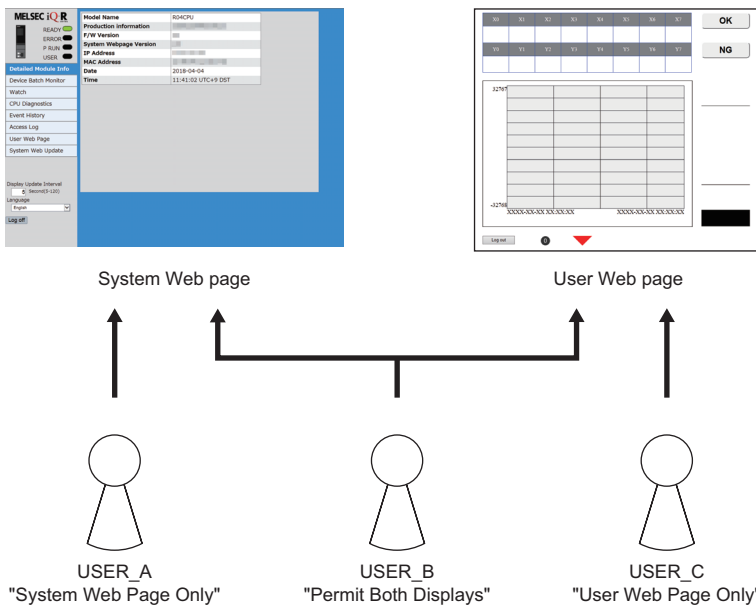 MELSEC iQ R
READY
ERROR
P RUN
USER
Detailed Module Info
Device Batch Monitor
Watch
CPU Diagnostics
Event History
Access Log
User Web Page
System Web Update
Display Update Interval
5 Second(5-120)
Language
English
Log off
Model Name R04CPU
Production information
F/W Version
System Webpage Version
IP Address
MAC Address
Date 2018-04-04
Time 11:41:02 UTC+9 DST
X0 X1 X2 X3 X4 X5 X6 X7
Y0 Y1 Y2 Y3 Y4 Y5 Y6 Y7
OK
NG
32767
-32768
XXXX-XX-XX XX:XX:XX XXXX-XX-XX XX:XX:XX
Log out
0
System Web page
User Web page
USER_A
"System Web Page Only"
USER_B
"Permit Both Displays"
USER_C
"User Web Page Only